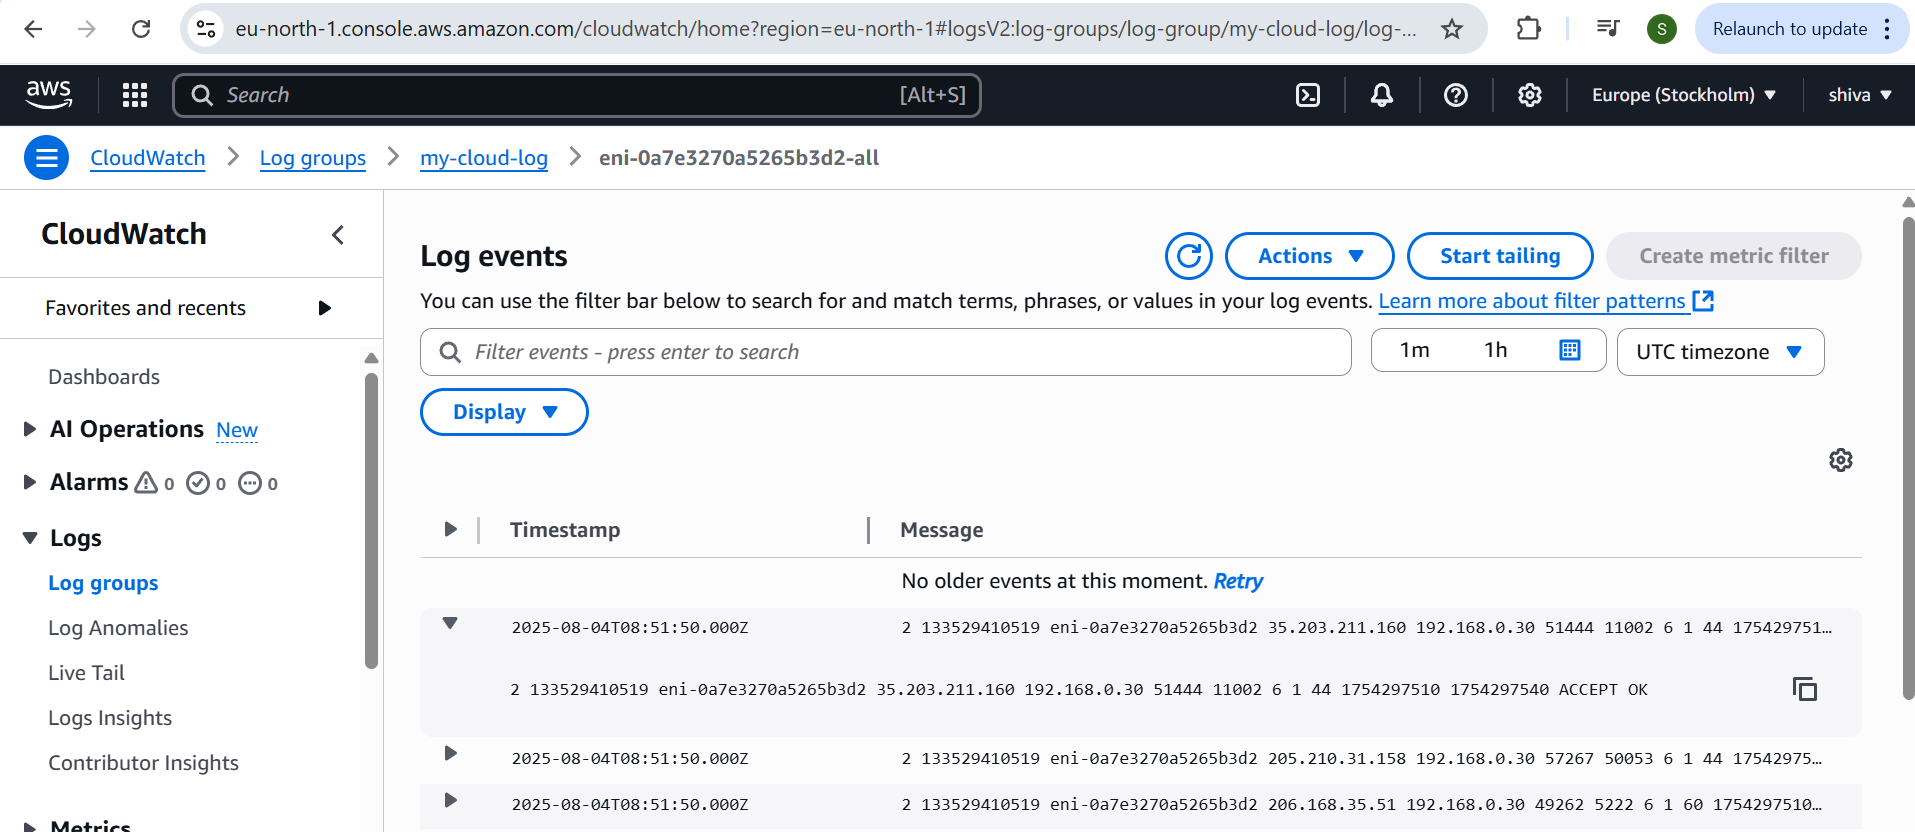 eu-north-1.console.aws.amazon.com/cloudwatch/home?region=eu-north-1#logsV2:log-groups/log-group/my-cloud-log/log-...
S
Relaunch to update
aws
Search
[Alt+S]
Europe (Stockholm)
shiva
CloudWatch
Log groups
my-cloud-log
eni-0a7e3270a5265b3d2-all
CloudWatch
Favorites and recents
Dashboards
AI Operations New
Alarms 0 0 0
Logs
Log groups
Log Anomalies
Live Tail
Logs Insights
Contributor Insights
Metrics
Log events
Actions
Start tailing
Create metric filter
You can use the filter bar below to search for and match terms, phrases, or values in your log events. Learn more about filter patterns
Filter events - press enter to search
1m
1h
UTC timezone
Display
Timestamp
Message
No older events at this moment. Retry
2025-08-04T08:51:50.000Z
2 133529410519 eni-0a7e3270a5265b3d2 35.203.211.160 192.168.0.30 51444 11002 6 1 44 175429751...
2 133529410519 eni-0a7e3270a5265b3d2 35.203.211.160 192.168.0.30 51444 11002 6 1 44 1754297510 1754297540 ACCEPT OK
2025-08-04T08:51:50.000Z
2 133529410519 eni-0a7e3270a5265b3d2 205.210.31.158 192.168.0.30 57267 50053 6 1 44 17542975...
2025-08-04T08:51:50.000Z
2 133529410519 eni-0a7e3270a5265b3d2 206.168.35.51 192.168.0.30 49262 5222 6 1 60 1754297510...